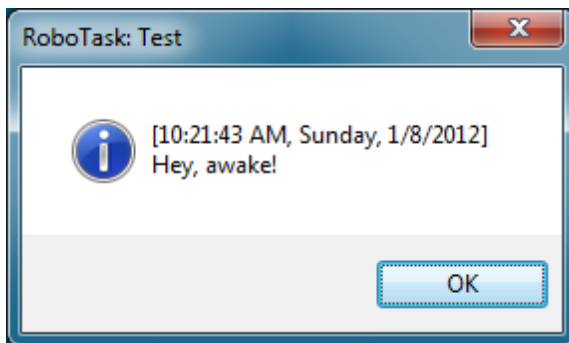 RoboTask: Test
[10:21:43 AM, Sunday, 1/8/2012]
Hey, awake!
OK